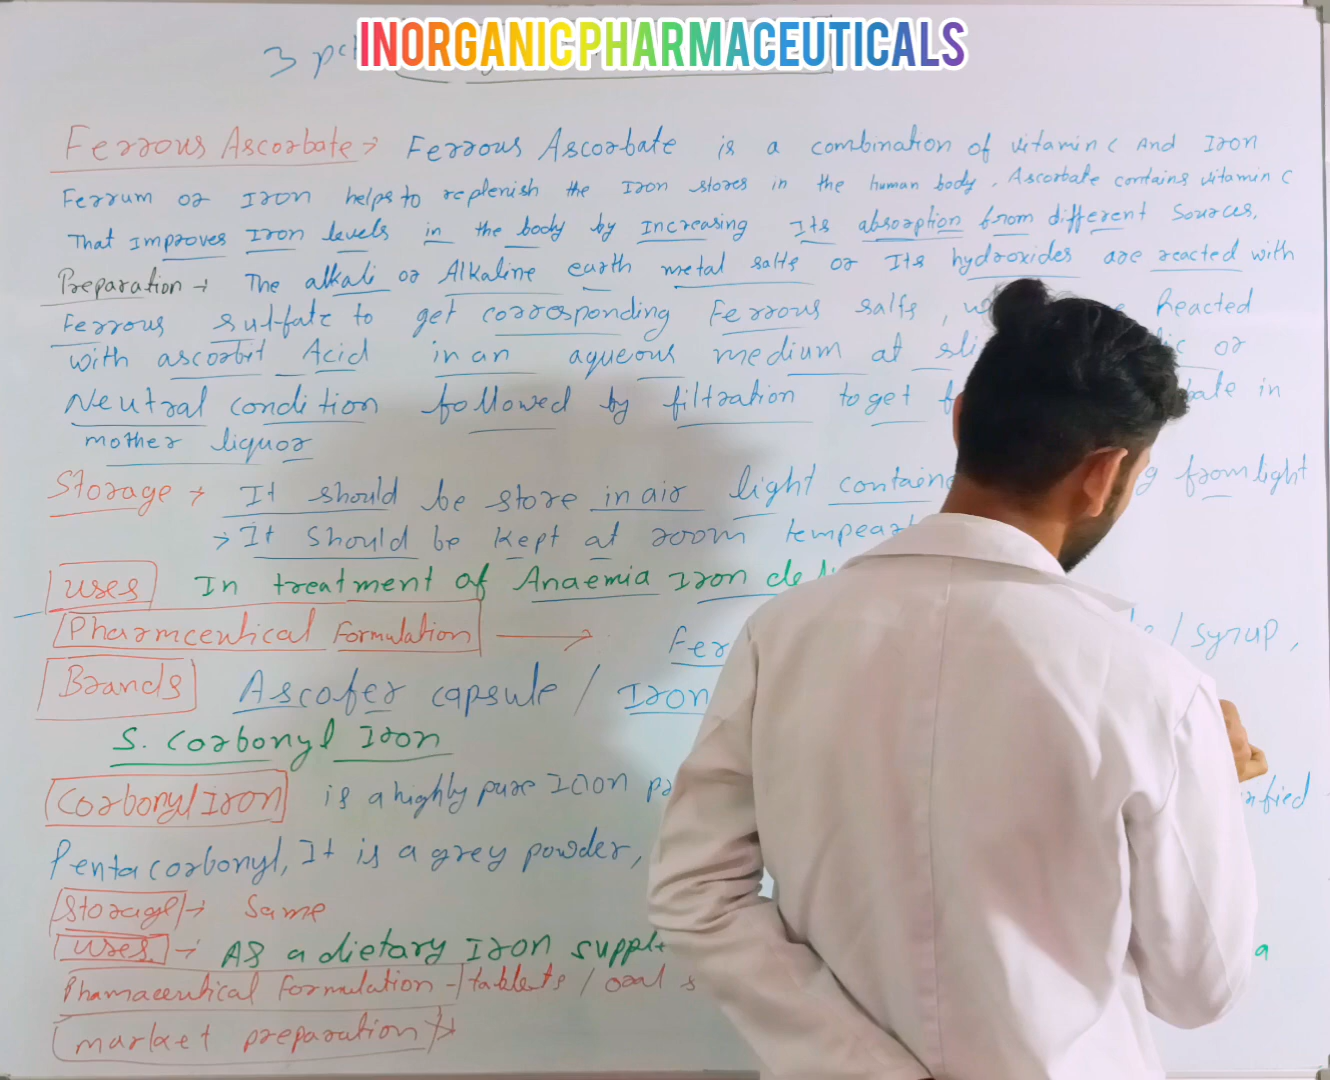 INORGANIC PHARMACEUTICALS
3
Ferrous Ascorbate → Ferrous Ascorbate is a combination of vitamin C And Iron
Ferrum or Iron helps to replenish the Iron stores in the human body. Ascorbate contains vitamin C
That Improves Iron levels in the body by Increasing Its absorption from different Sources.
Preparation → The alkali or Alkaline earth metal salts or Its hydroxides are reacted with
Ferrous sulfate to get corresponding Ferrous salts, reacted
with ascorbit Acid in an aqueous medium at or
Neutral condition followed by filtration to get in
mother liquor
Storage → It should be store in air light from light
→ It should be kept at room
uses In treatment of Anaemia Iron
Pharmceutical Formulation → / syrup,
Brands Ascofer capsule / Iron
5. Carbonyl Iron
Carbonyl Iron is a highly pure Iron
Pentacarbonyl, It is a grey powder,
Storage → Same
uses → As a dietary Iron
Phamaceutical Formulation - tablets / oral
market preparation →